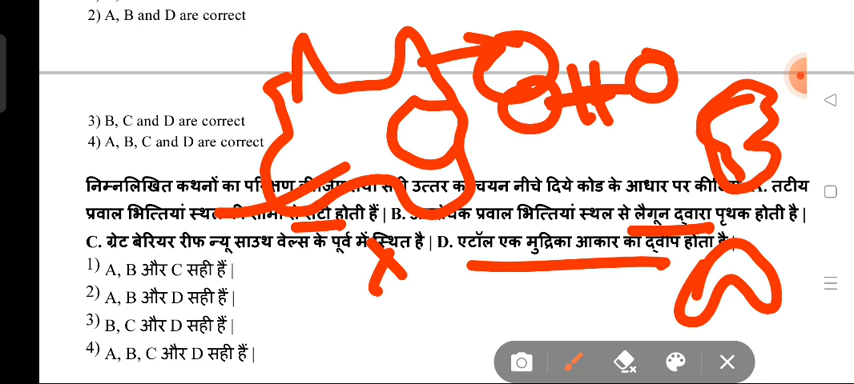 2) A, B and D are correct
3) B, C and D are correct
4) A, B, C and D are correct
निम्नलिखित कथनों का उत्तर का चयन नीचे दिये कोड के आधार पर तटीय
प्रवाल भित्तियां होती हैं | B. प्रवाल भित्तियां स्थल से लैगून द्वारा पृथक होती है |
C. ग्रेट बेरियर रीफ न्यू साउथ वेल्स के पूर्व में स्थित है | D. एटॉल एक मुद्रिका आकार का द्वीप होता है |
1) A, B और C सही हैं |
2) A, B और D सही हैं |
3) B, C और D सही हैं |
4) A, B, C और D सही हैं |